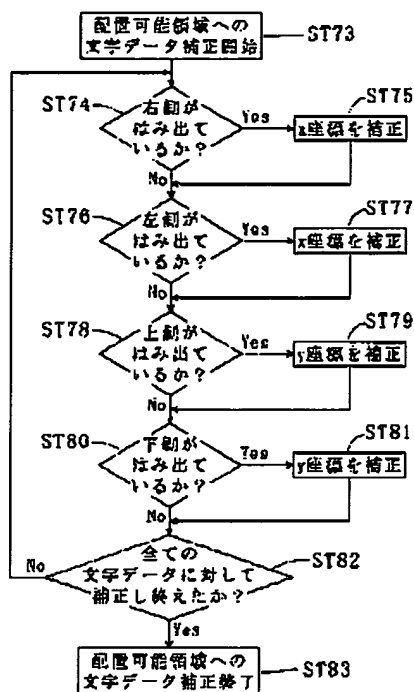 配置可能領域への
文字データ補正開始
ST73
ST74
右側が
はみ出て
いるか?
Yes
ST75
x座標を補正
No
ST76
左側が
はみ出て
いるか?
Yes
ST77
x座標を補正
No
ST78
上側が
はみ出て
いるか?
Yes
ST79
y座標を補正
No
ST80
下側が
はみ出て
いるか?
Yes
ST81
y座標を補正
No
全ての
文字データに対して
補正し終えたか?
ST82
No
Yes
配置可能領域への
文字データ補正終了
ST83